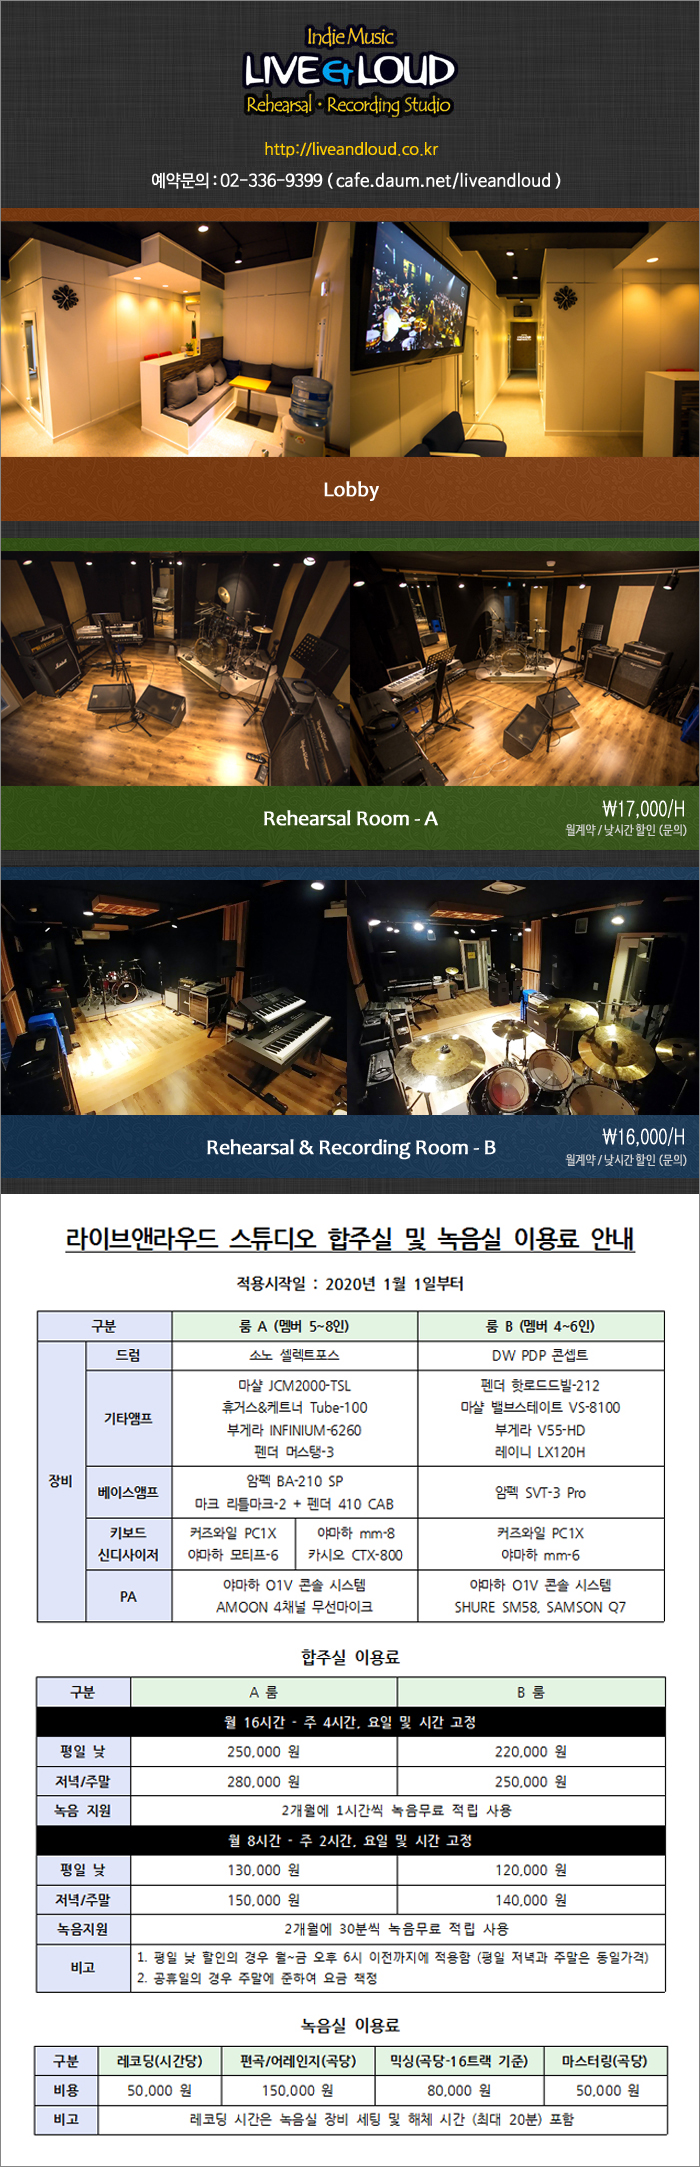 Indie Music
LIVE & LOUD
Rehearsal · Recording Studio
http://liveandloud.co.kr
예약문의 : 02-336-9399 ( cafe.daum.net/liveandloud )
Lobby
Rehearsal Room - A
₩17,000/H
월계약 / 낮시간 할인 (문의)
Rehearsal & Recording Room - B
₩16,000/H
월계약 / 낮시간 할인 (문의)
라이브앤라우드 스튜디오 합주실 및 녹음실 이용료 안내
적용시작일 : 2020년 1월 1일부터
구분 룸 A (멤버 5~8인) 룸 B (멤버 4~6인)
장비
드럼 소노 셀렉트포스 DW PDP 콘셉트
기타앰프
마샬 JCM2000-TSL 펜더 핫로드드빌-212
휴거스&케트너 Tube-100 마샬 밸브스테이트 VS-8100
부게라 INFINIUM-6260 부게라 V55-HD
펜더 머스탱-3 레이니 LX120H
베이스앰프
암펙 BA-210 SP 암펙 SVT-3 Pro
마크 리틀마크-2 + 펜더 410 CAB
키보드 커즈와일 PC1X 야마하 mm-8 커즈와일 PC1X
신디사이저 야마하 모티프-6 카시오 CTX-800 야마하 mm-6
PA
야마하 O1V 콘솔 시스템 야마하 O1V 콘솔 시스템
AMOON 4채널 무선마이크 SHURE SM58, SAMSON Q7
합주실 이용료
구분 A 룸 B 룸
월 16시간 - 주 4시간, 요일 및 시간 고정
평일 낮 250,000 원 220,000 원
저녁/주말 280,000 원 250,000 원
녹음 지원 2개월에 1시간씩 녹음무료 적립 사용
월 8시간 - 주 2시간, 요일 및 시간 고정
평일 낮 130,000 원 120,000 원
저녁/주말 150,000 원 140,000 원
녹음지원 2개월에 30분씩 녹음무료 적립 사용
비고
1. 평일 낮 할인의 경우 월~금 오후 6시 이전까지에 적용함 (평일 저녁과 주말은 동일가격)
2. 공휴일의 경우 주말에 준하여 요금 책정
녹음실 이용료
구분 레코딩(시간당) 편곡/어레인지(곡당) 믹싱(곡당-16트랙 기준) 마스터링(곡당)
비용 50,000 원 150,000 원 80,000 원 50,000 원
비고 레코딩 시간은 녹음실 장비 세팅 및 해체 시간 (최대 20분) 포함